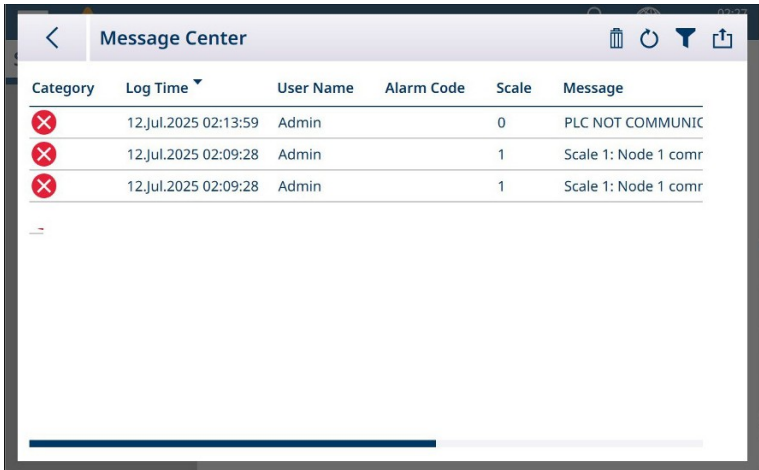 Message Center
Category Log Time User Name Alarm Code Scale Message
12.Jul.2025 02:13:59 Admin 0 PLC NOT COMMUNIC
12.Jul.2025 02:09:28 Admin 1 Scale 1: Node 1 comm
12.Jul.2025 02:09:28 Admin 1 Scale 1: Node 1 comm